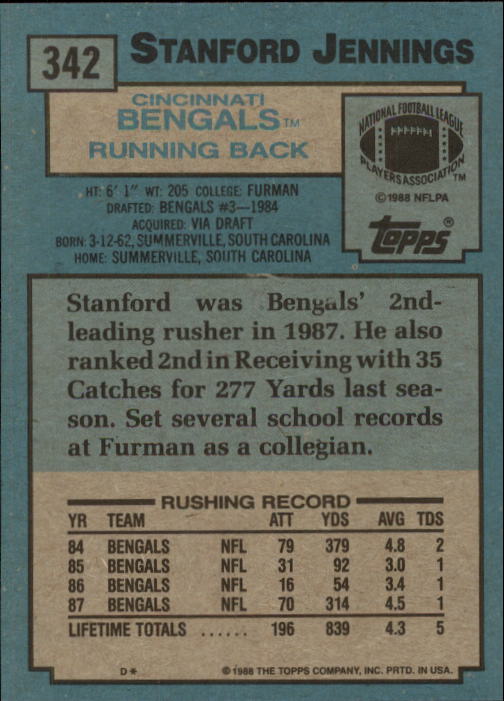 342
STANFORD JENNINGS
CINCINNATI
BENGALS™
RUNNING BACK
NATIONAL FOOTBALL LEAGUE
PLAYERS ASSOCIATION™
©1988 NFLPA
TOPPS®
HT: 6' 1" WT: 205 COLLEGE: FURMAN
DRAFTED: BENGALS #3—1984
ACQUIRED: VIA DRAFT
BORN: 3-12-62, SUMMERVILLE, SOUTH CAROLINA
HOME: SUMMERVILLE, SOUTH CAROLINA
Stanford was Bengals' 2nd-
leading rusher in 1987. He also
ranked 2nd in Receiving with 35
Catches for 277 Yards last sea-
son. Set several school records
at Furman as a collegian.
RUSHING RECORD
YR TEAM ATT YDS AVG TDS
84 BENGALS NFL 79 379 4.8 2
85 BENGALS NFL 31 92 3.0 1
86 BENGALS NFL 16 54 3.4 1
87 BENGALS NFL 70 314 4.5 1
LIFETIME TOTALS ...... 196 839 4.3 5
D* ©1988 THE TOPPS COMPANY, INC. PRTD. IN USA.